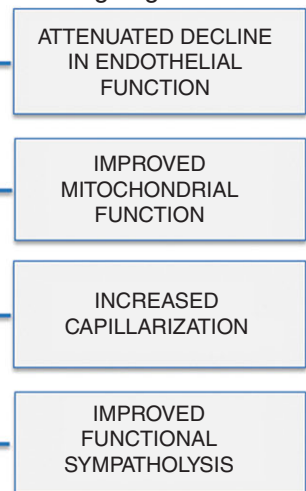 ATTENUATED DECLINE
IN ENDOTHELIAL
FUNCTION
IMPROVED
MITOCHONDRIAL
FUNCTION
INCREASED
CAPILLARIZATION
IMPROVED
FUNCTIONAL
SYMPATHOLYSIS